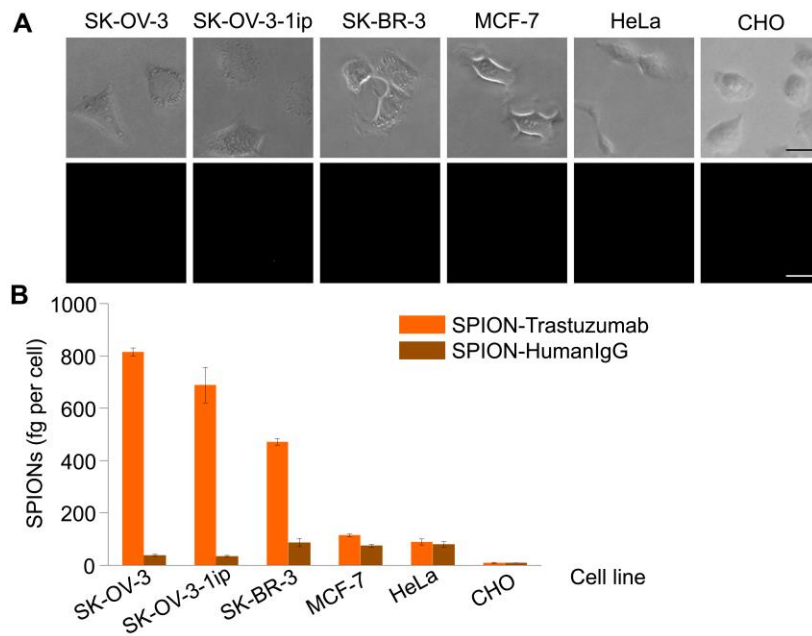 A
SK-OV-3 SK-OV-3-1ip SK-BR-3 MCF-7 HeLa CHO
B
1000
800
600
400
200
0
SPIONs (fg per cell)
SPION-Trastuzumab
SPION-HumanIgG
SK-OV-3
SK-OV-3-1ip
SK-BR-3
MCF-7
HeLa
CHO
Cell line